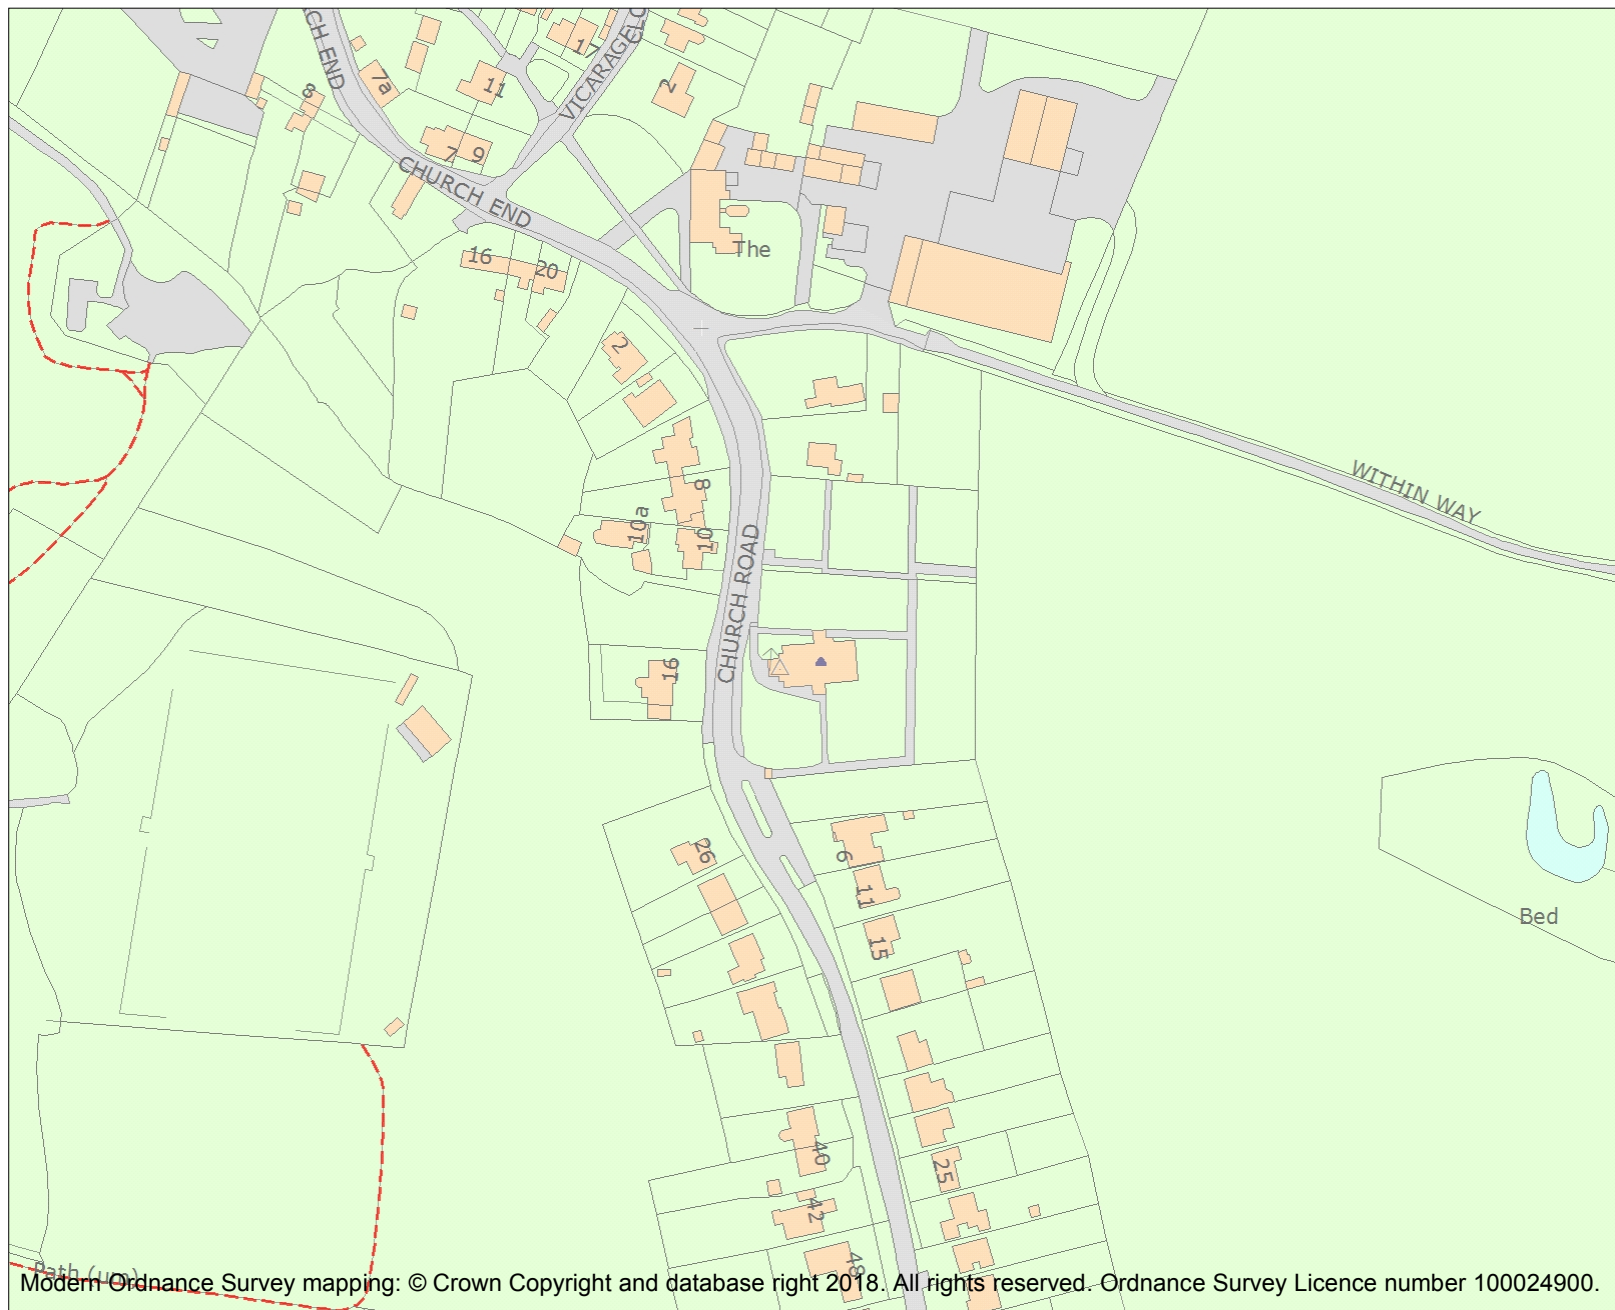 CH END
17
VICARAGE
7a
11
2
8
7 9
CHURCH END
The
16
20
2
WITHIN WAY
8
10a
10
CHURCH ROAD
16
26
6
11
Bed
15
40
25
42
48
Path (um)
Modern Ordnance Survey mapping: © Crown Copyright and database right 2018. All rights reserved. Ordnance Survey Licence number 100024900.